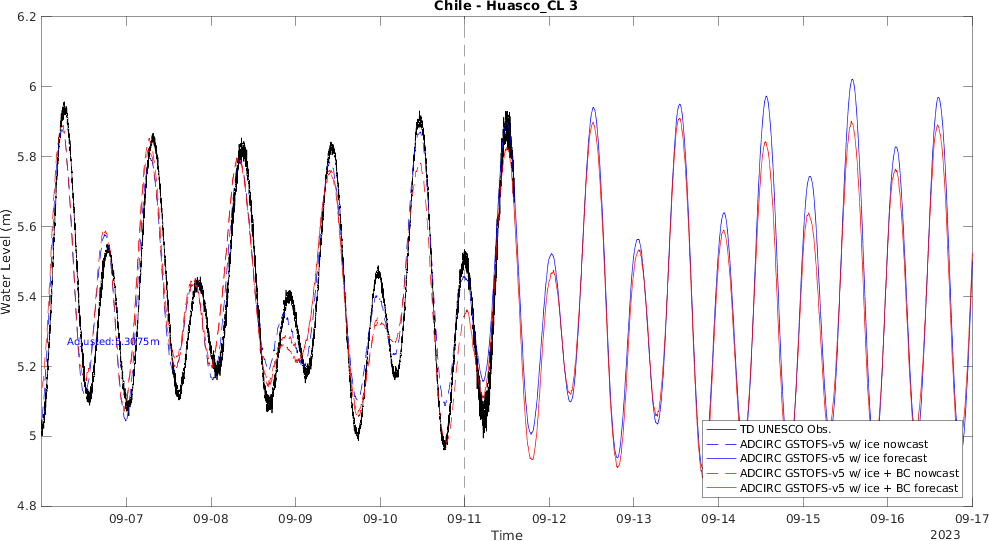 Chile - Huasco_CL 3
6.2
6
5.8
5.6
5.4
5.2
5
4.8
Water Level (m)
Adjusted:5.3075m
TD UNESCO Obs.
ADCIRC GSTOFS-v5 w/ ice nowcast
ADCIRC GSTOFS-v5 w/ ice forecast
ADCIRC GSTOFS-v5 w/ ice + BC nowcast
ADCIRC GSTOFS-v5 w/ ice + BC forecast
09-07 09-08 09-09 09-10 09-11 09-12 09-13 09-14 09-15 09-16 09-17
Time
2023